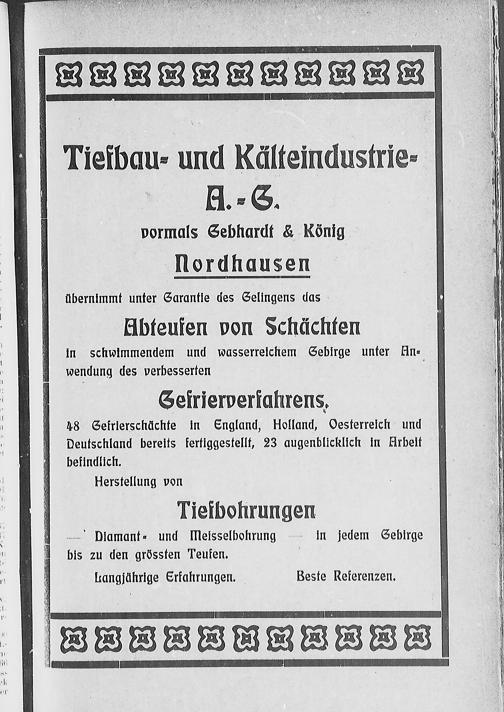 Tiefbau- und Kälteindustrie-
A.-G.
vormals Gebhardt & König
Nordhausen
übernimmt unter Garantie des Gelingens das
Abteufen von Schächten
in schwimmendem und wasserreichem Gebirge unter An-
wendung des verbesserten
Gefrierverfahrens.
48 Gefrierschächte in England, Holland, Oesterreich und
Deutschland bereits fertiggestellt, 23 augenblicklich in Arbeit
befindlich.
Herstellung von
Tiefbohrungen
— Diamant- und Meisselbohrung — in jedem Gebirge
bis zu den grössten Teufen.
Langjährige Erfahrungen. Beste Referenzen.